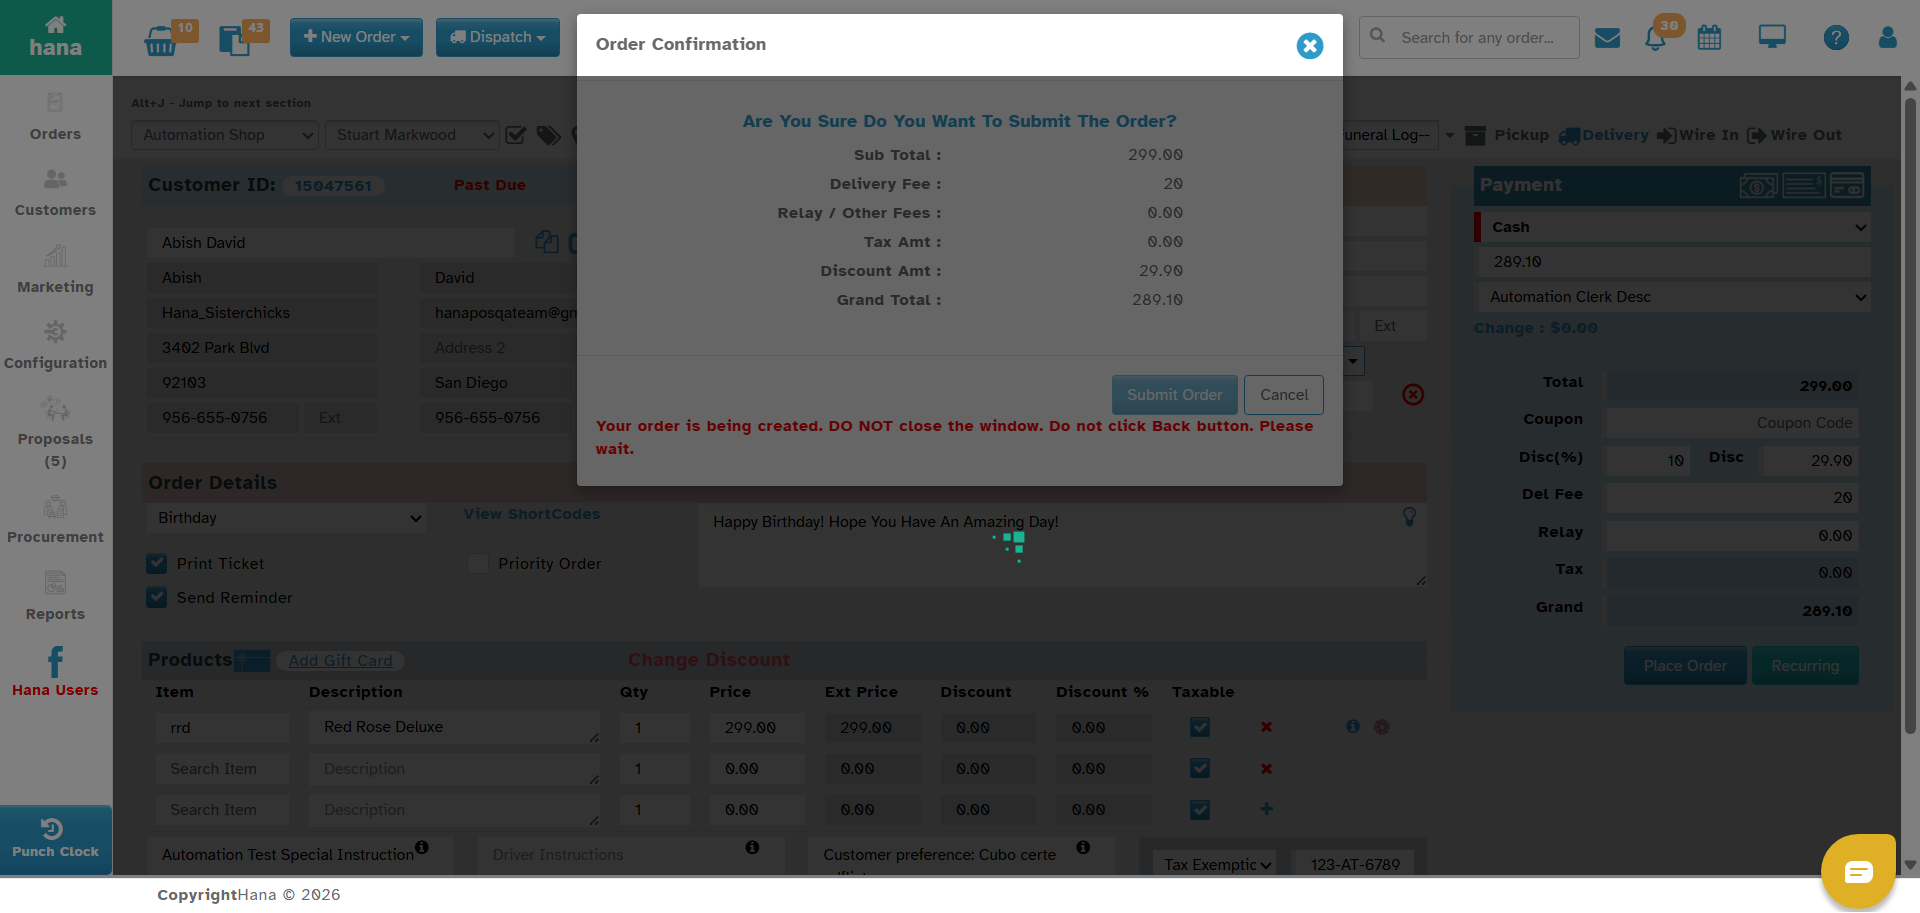 hana
10
43
New Order
Dispatch
Order Confirmation
Search for any order...
30
Orders
Customers
Marketing
Configuration
Proposals
(5)
Procurement
Reports
Hana Users
Punch Clock
Alt+J - Jump to next section
Automation Shop
Stuart Markwood
uneral Log--
Pickup
Delivery
Wire In
Wire Out
Customer ID: 15047561
Past Due
Abish David
Abish
David
Hana_Sisterchicks
hanaposqateam@gm
3402 Park Blvd
Address 2
92103
San Diego
956-655-0756
Ext
956-655-0756
Are You Sure Do You Want To Submit The Order?
Sub Total : 299.00
Delivery Fee : 20
Relay / Other Fees : 0.00
Tax Amt : 0.00
Discount Amt : 29.90
Grand Total : 289.10
Submit Order
Cancel
Your order is being created. DO NOT close the window. Do not click Back button. Please
wait.
Ext
Payment
Cash
289.10
Automation Clerk Desc
Change : $0.00
Total 299.00
Coupon Coupon Code
Disc(%) 10 Disc 29.90
Del Fee 20
Relay 0.00
Tax 0.00
Grand 289.10
Place Order
Recurring
Order Details
Birthday
View ShortCodes
Happy Birthday! Hope You Have An Amazing Day!
Print Ticket
Priority Order
Send Reminder
Products
Add Gift Card
Change Discount
Item Description Qty Price Ext Price Discount Discount % Taxable
rrd Red Rose Deluxe 1 299.00 299.00 0.00 0.00
Search Item Description 1 0.00 0.00 0.00 0.00
Search Item Description 1 0.00 0.00 0.00 0.00
Automation Test Special Instruction
Driver Instructions
Customer preference: Cubo certe
Tax Exemptic
123-AT-6789
CopyrightHana © 2026